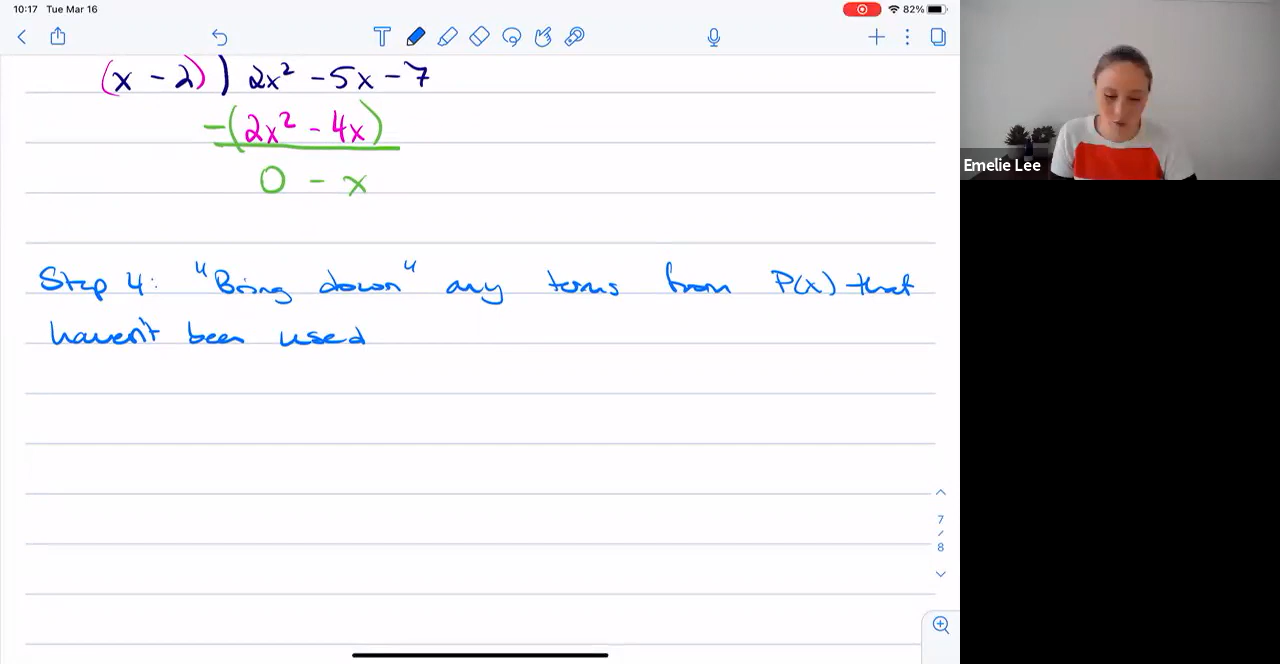 10:17 Tue Mar 16
82%
(x - 2) ) 2x² - 5x - 7
-(2x² - 4x)
0 - x
Emelie Lee
Step 4: "Bring down" any terms from P(x) that
haven't been used
7
/
8